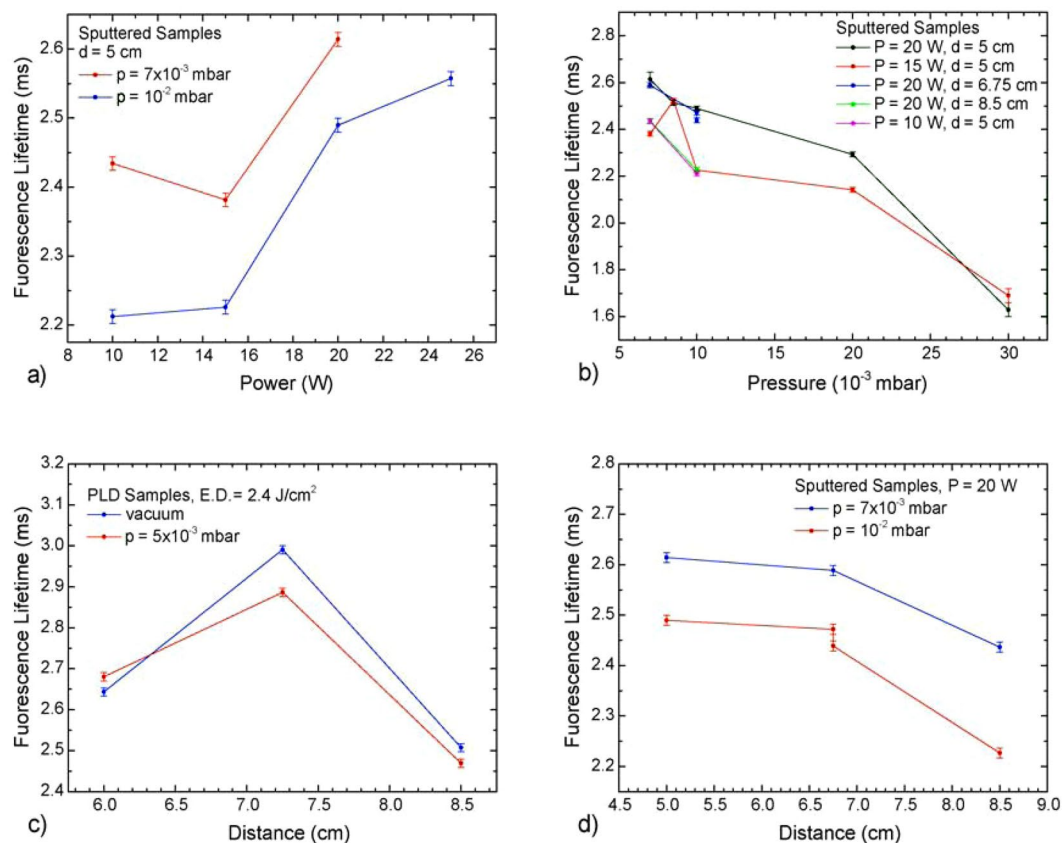 Sputtered Samples
d = 5 cm
p = 7x10⁻³ mbar
p = 10⁻² mbar
Fuorescence Lifetime (ms)
2.6
2.5
2.4
2.3
2.2
8 10 12 14 16 18 20 22 24 26
Power (W)
a)
Sputtered Samples
P = 20 W, d = 5 cm
P = 15 W, d = 5 cm
P = 20 W, d = 6.75 cm
P = 20 W, d = 8.5 cm
P = 10 W, d = 5 cm
Fuorescence Lifetime (ms)
2.8
2.6
2.4
2.2
2.0
1.8
1.6
5 10 15 20 25 30
Pressure (10⁻³ mbar)
b)
PLD Samples, E.D.= 2.4 J/cm²
vacuum
p = 5x10⁻³ mbar
Fuorescence Lifetime (ms)
3.2
3.1
3.0
2.9
2.8
2.7
2.6
2.5
2.4
6.0 6.5 7.0 7.5 8.0 8.5
Distance (cm)
c)
Sputtered Samples, P = 20 W
p = 7x10⁻³ mbar
p = 10⁻² mbar
Fuorescence Lifetime (ms)
2.8
2.7
2.6
2.5
2.4
2.3
2.2
4.5 5.0 5.5 6.0 6.5 7.0 7.5 8.0 8.5 9.0
Distance (cm)
d)